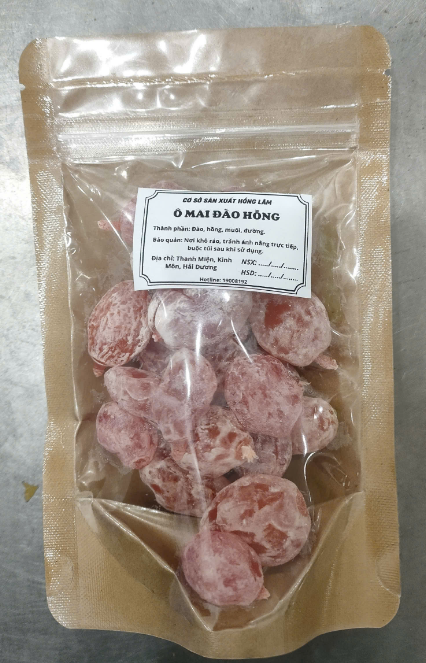 CƠ SỞ SẢN XUẤT HỒNG LÂM
Ô MAI ĐÀO HỒNG
Thành phần: Đào, hồng, muối, đường.
Bảo quản: Nơi khô ráo, tránh ánh nắng trực tiếp,
buộc túi sau khi sử dụng.
Địa chỉ: Thanh Miện, Kinh
Môn, Hải Dương
NSX: ...../...../.......
HSD: ...../...../.......
Hotline: 19008192